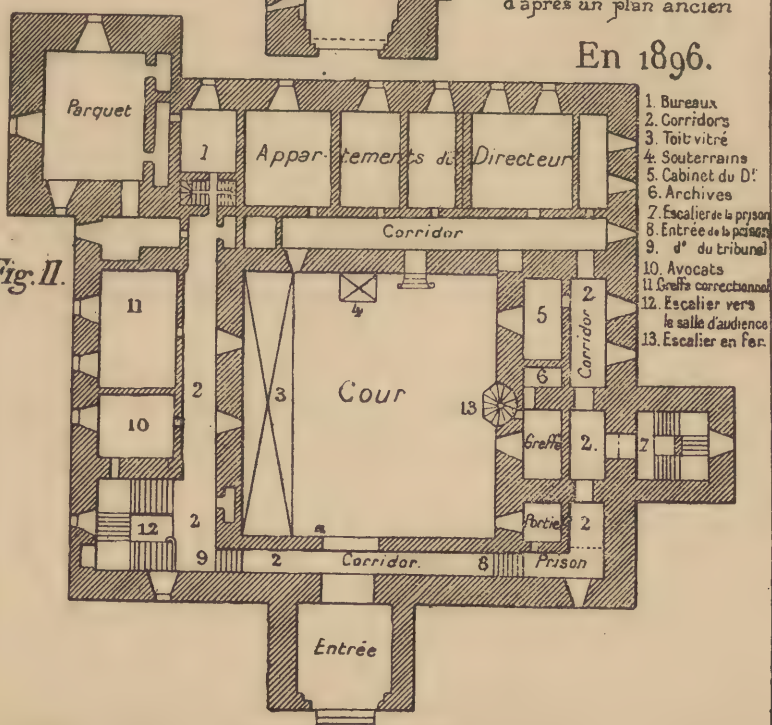 d'après un plan ancien
En 1896.
1. Bureaux
2. Corridors
3. Toit vitré
4. Souterrains
5. Cabinet du Dr.
6. Archives
7. Escalier de la prison
8. Entrée de la prison
9. do du tribunal
10. Avocats
11 Greffe correctionnel
12. Escalier vers
la salle d'audience
13. Escalier en fer.
Fig. II.
Parquet
1
Appartements du Directeur
Corridor
11
10
2
3
4
Cour
5
6
2
Corridor
13
Greffe
2.
7
12
2
a
Portier
2
9
2
Corridor.
8
Prison
Entrée